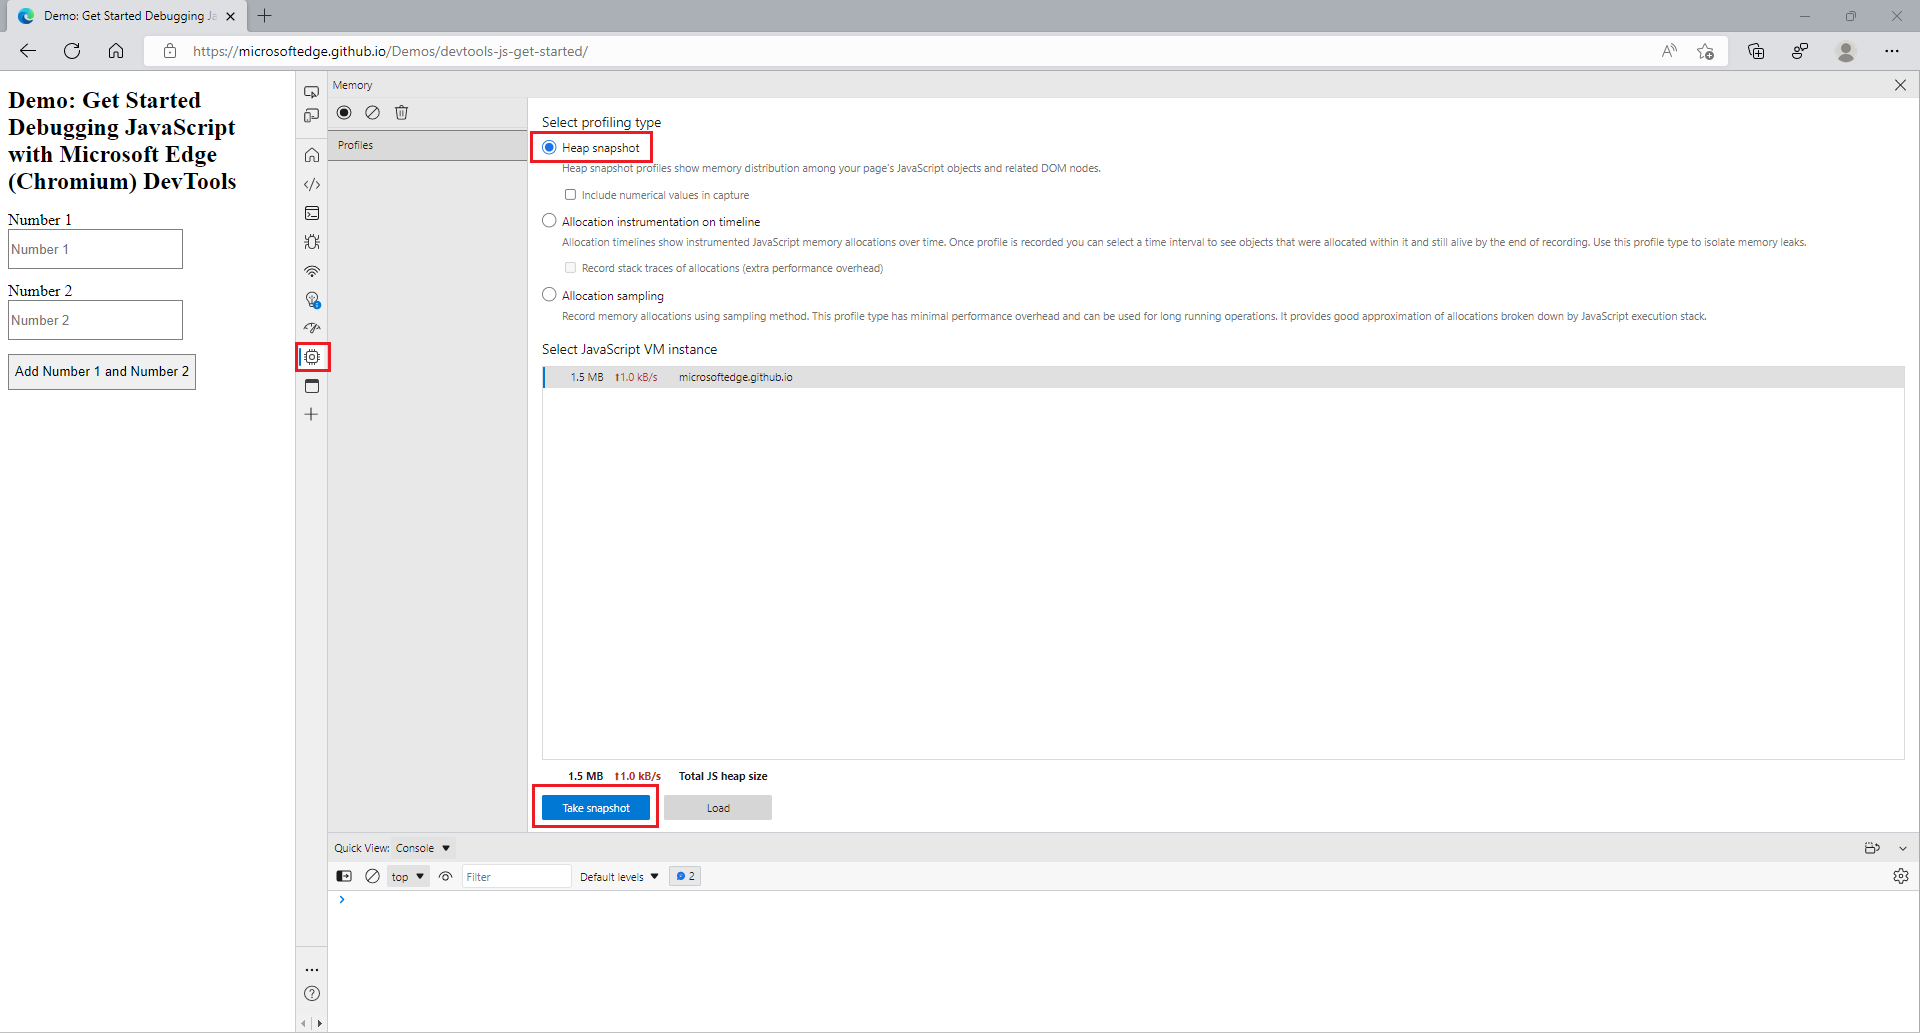 Demo: Get Started Debugging Ja
https://microsoftedge.github.io/Demos/devtools-js-get-started/
Demo: Get Started
Debugging JavaScript
with Microsoft Edge
(Chromium) DevTools
Number 1
Number 1
Number 2
Number 2
Add Number 1 and Number 2
Memory
Profiles
Select profiling type
Heap snapshot
Heap snapshot profiles show memory distribution among your page's JavaScript objects and related DOM nodes.
Include numerical values in capture
Allocation instrumentation on timeline
Allocation timelines show instrumented JavaScript memory allocations over time. Once profile is recorded you can select a time interval to see objects that were allocated within it and still alive by the end of recording. Use this profile type to isolate memory leaks.
Record stack traces of allocations (extra performance overhead)
Allocation sampling
Record memory allocations using sampling method. This profile type has minimal performance overhead and can be used for long running operations. It provides good approximation of allocations broken down by JavaScript execution stack.
Select JavaScript VM instance
1.5 MB ↑1.0 kB/s microsoftedge.github.io
1.5 MB ↑1.0 kB/s Total JS heap size
Take snapshot Load
Quick View: Console
top Filter Default levels 2